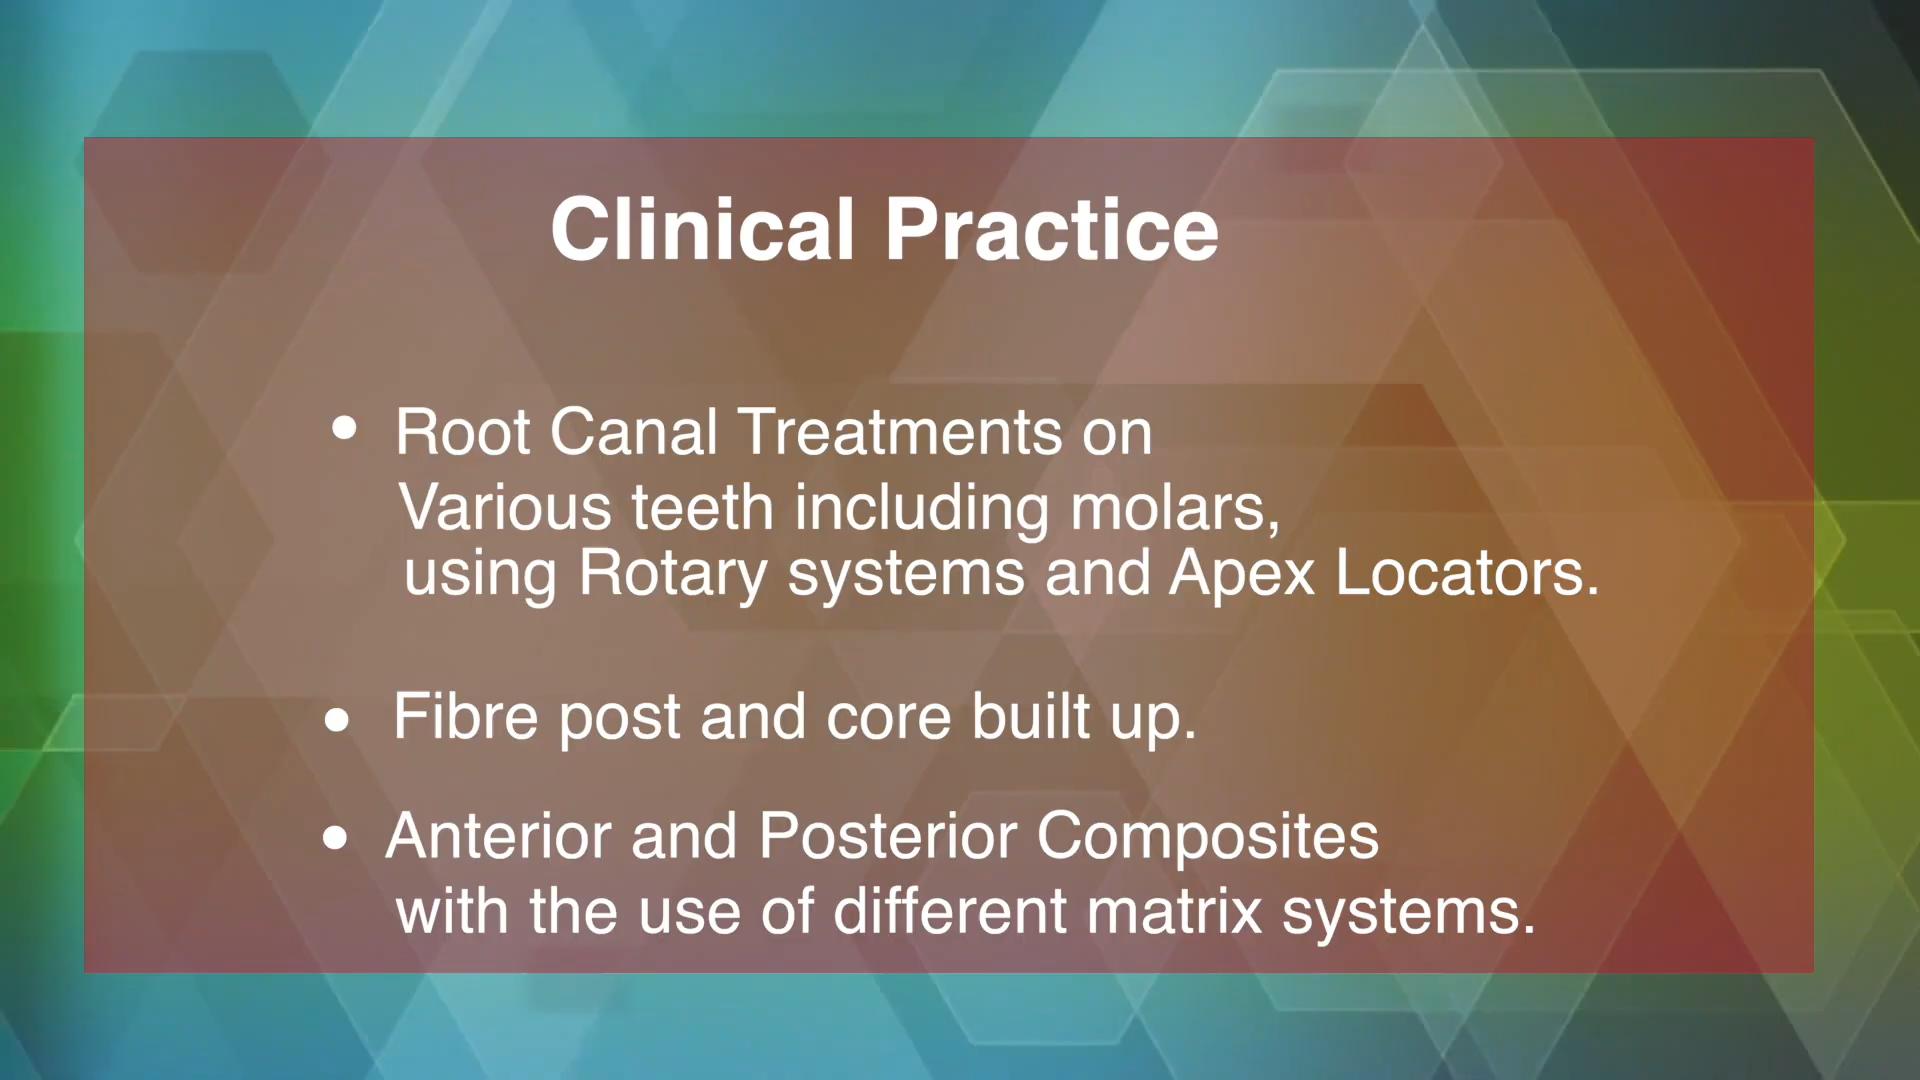 Clinical Practice
• Root Canal Treatments on
Various teeth including molars,
using Rotary systems and Apex Locators.
• Fibre post and core built up.
• Anterior and Posterior Composites
with the use of different matrix systems.